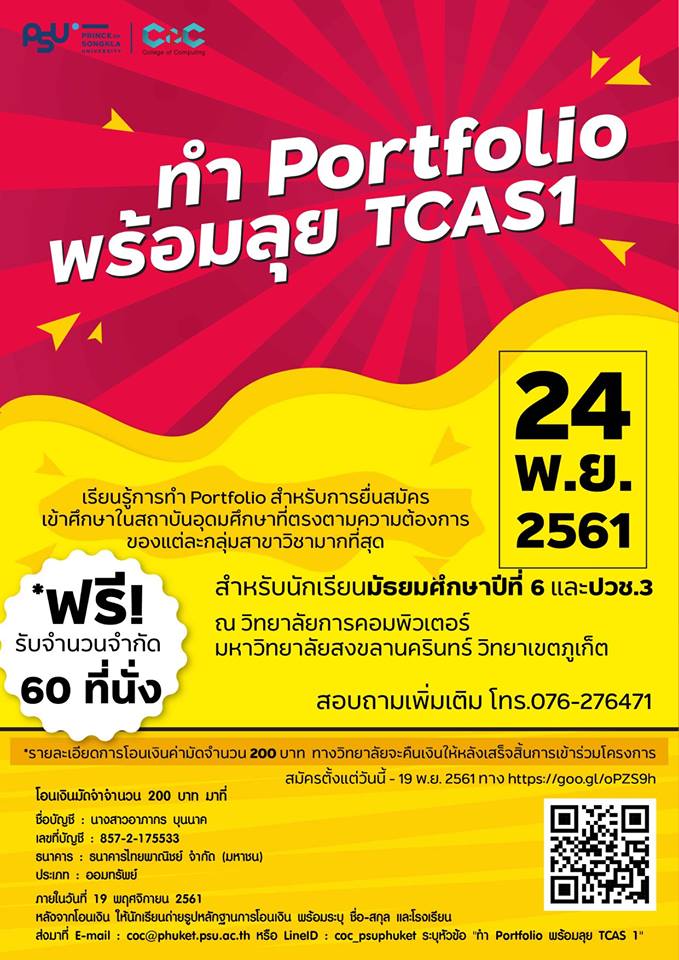 PSU PRINCE OF SONGKLA UNIVERSITY
CoC College of Computing
ทำ Portfolio
พร้อมลุย TCAS1
24
พ.ย.
2561
เรียนรู้การทำ Portfolio สำหรับการยื่นสมัคร
เข้าศึกษาในสถาบันอุดมศึกษาที่ตรงตามความต้องการ
ของแต่ละกลุ่มสาขาวิชามากที่สุด
*ฟรี!
รับจำนวนจำกัด
60 ที่นั่ง
สำหรับนักเรียนมัธยมศึกษาปีที่ 6 และปวช.3
ณ วิทยาลัยการคอมพิวเตอร์
มหาวิทยาลัยสงขลานครินทร์ วิทยาเขตภูเก็ต
สอบถามเพิ่มเติม โทร.076-276471
*รายละเอียดการโอนเงินค่ามัดจำนวน 200 บาท ทางวิทยาลัยจะคืนเงินให้หลังเสร็จสิ้นการเข้าร่วมโครงการ
สมัครตั้งแต่วันนี้ - 19 พ.ย. 2561 ทาง https://goo.gl/oPZS9h
โอนเงินมัดจำจำนวน 200 บาท มาที่
ชื่อบัญชี : นางสาวอาภากร บุนนาค
เลขที่บัญชี : 857-2-175533
ธนาคาร : ธนาคารไทยพาณิชย์ จำกัด (มหาชน)
ประเภท : ออมทรัพย์
ภายในวันที่ 19 พฤศจิกายน 2561
หลังจากโอนเงิน ให้นักเรียนถ่ายรูปหลักฐานการโอนเงิน พร้อมระบุ ชื่อ-สกุล และโรงเรียน
ส่งมาที่ E-mail : coc@phuket.psu.ac.th หรือ LineID : coc_psuphuket ระบุหัวข้อ "ทำ Portfolio พร้อมลุย TCAS 1"